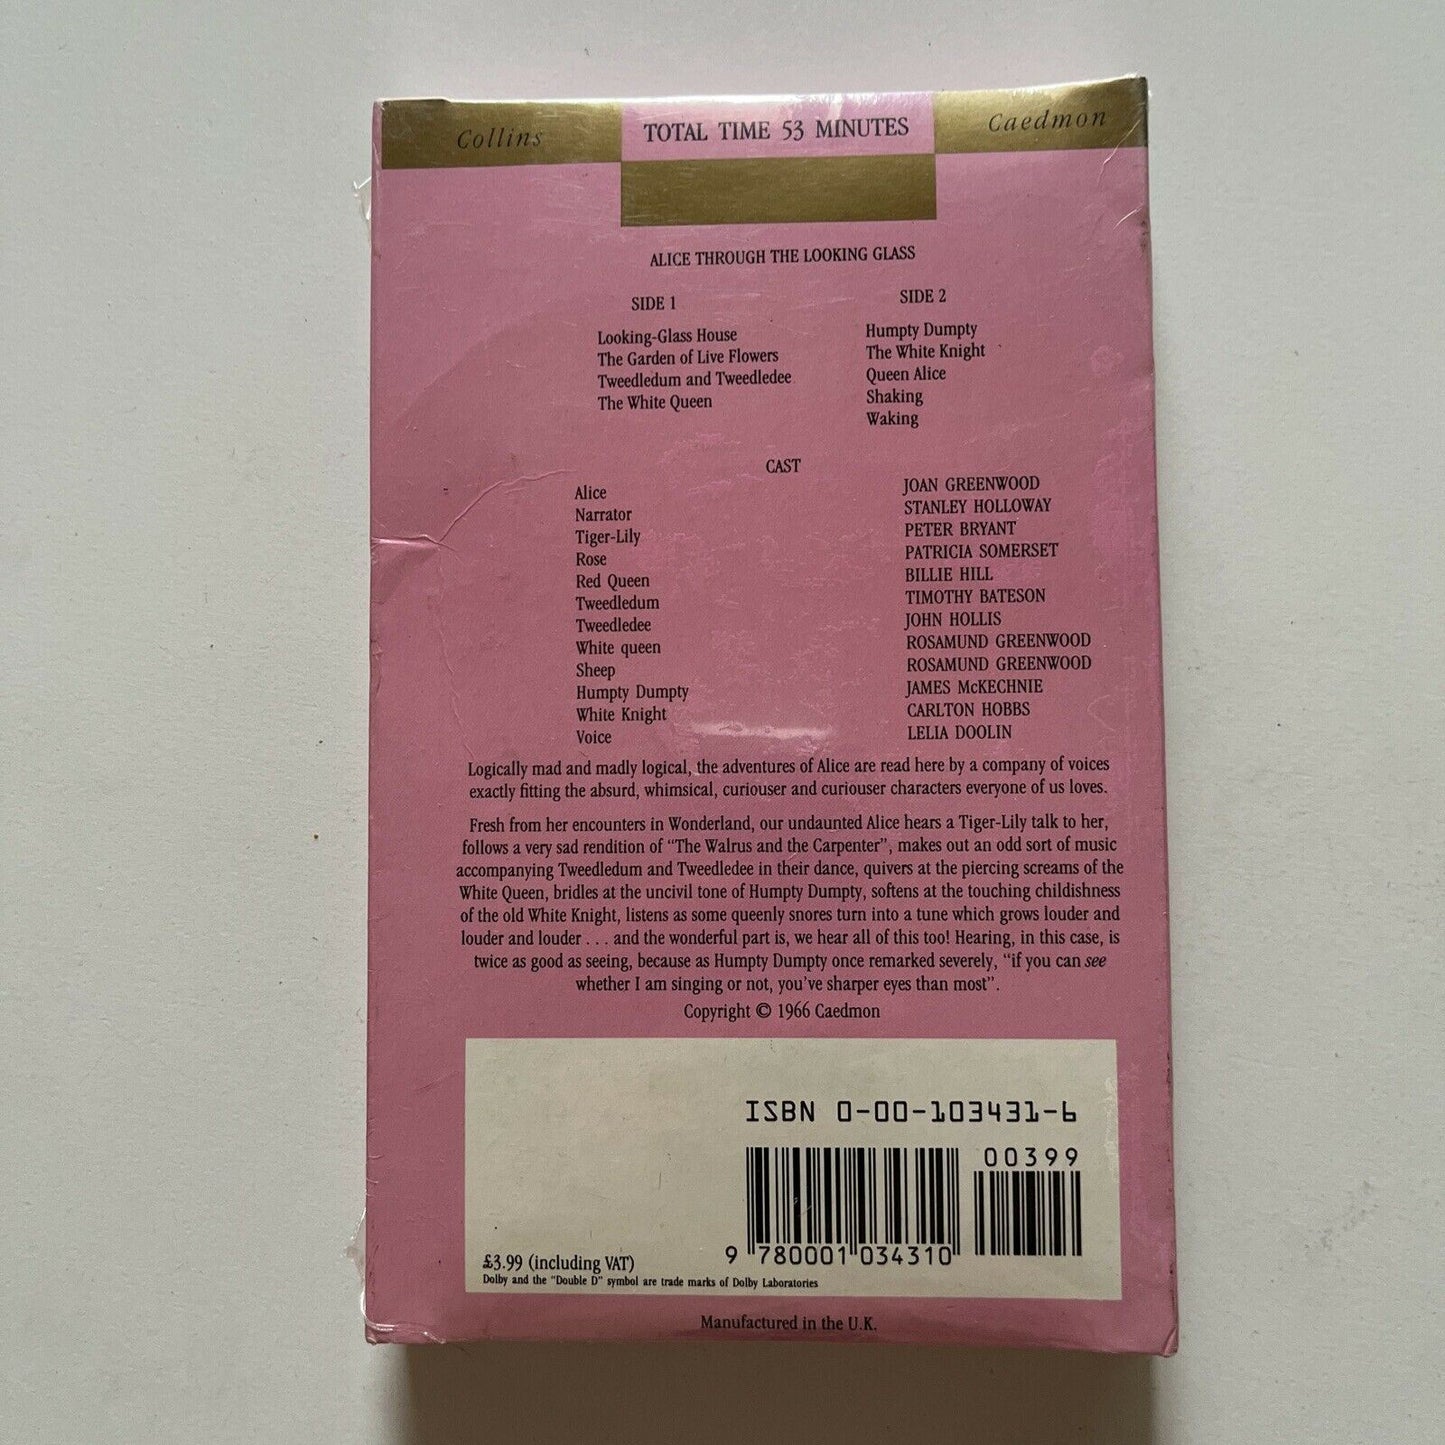 Collins
TOTAL TIME 53 MINUTES
Caedmon
ALICE THROUGH THE LOOKING GLASS
SIDE 1
Looking-Glass House
The Garden of Live Flowers
Tweedledum and Tweedledee
The White Queen
SIDE 2
Humpty Dumpty
The White Knight
Queen Alice
Shaking
Waking
CAST
Alice JOAN GREENWOOD
Narrator STANLEY HOLLOWAY
Tiger-Lily PETER BRYANT
Rose PATRICIA SOMERSET
Red Queen BILLIE HILL
Tweedledum TIMOTHY BATESON
Tweedledee JOHN HOLLIS
White queen ROSAMUND GREENWOOD
Sheep ROSAMUND GREENWOOD
Humpty Dumpty JAMES McKECHNIE
White Knight CARLTON HOBBS
Voice LELIA DOOLIN
Logically mad and madly logical, the adventures of Alice are read here by a company of voices
exactly fitting the absurd, whimsical, curiouser and curiouser characters everyone of us loves.
Fresh from her encounters in Wonderland, our undaunted Alice hears a Tiger-Lily talk to her,
follows a very sad rendition of “The Walrus and the Carpenter”, makes out an odd sort of music
accompanying Tweedledum and Tweedledee in their dance, quivers at the piercing screams of the
White Queen, bridles at the uncivil tone of Humpty Dumpty, softens at the touching childishness
of the old White Knight, listens as some queenly snores turn into a tune which grows louder and
louder and louder . . . and the wonderful part is, we hear all of this too! Hearing, in this case, is
twice as good as seeing, because as Humpty Dumpty once remarked severely, “if you can see
whether I am singing or not, you’ve sharper eyes than most”.
Copyright © 1966 Caedmon
ISBN 0-00-103431-6
00399
9 780001 034310
£3.99 (including VAT)
Dolby and the "Double D" symbol are trade marks of Dolby Laboratories
Manufactured in the U.K.